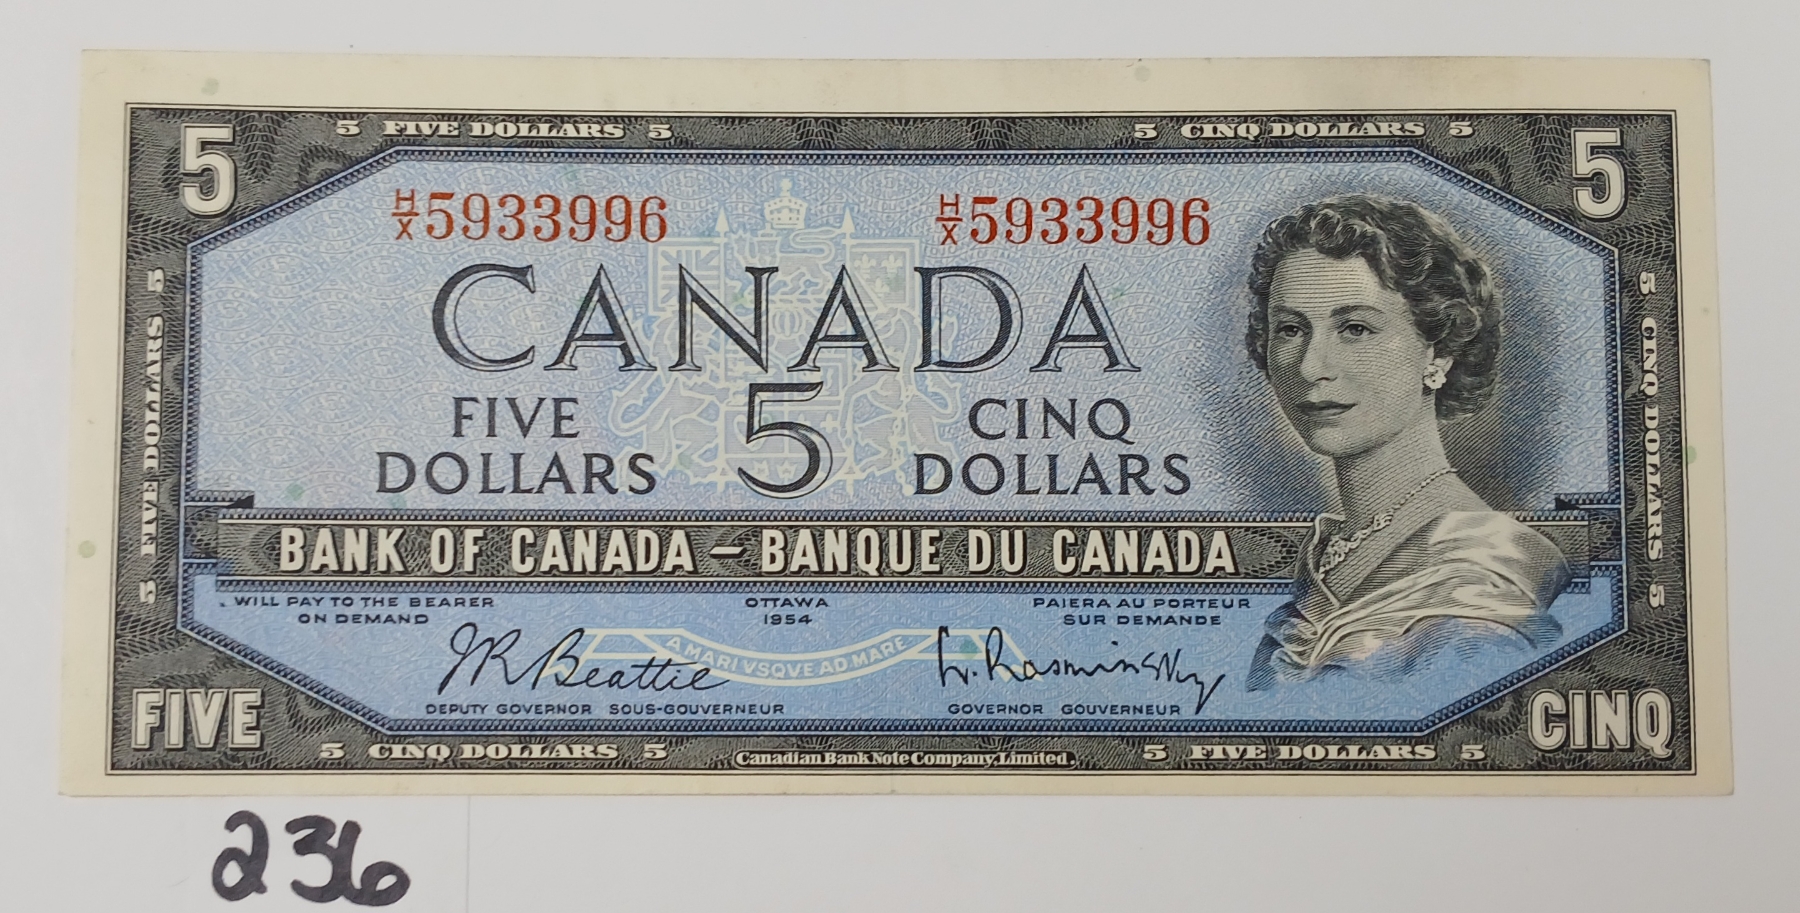 5 5 FIVE DOLLARS 5 5 CINQ DOLLARS 5 5
H/X 5933996 H/X 5933996
CANADA
FIVE 5 CINQ
DOLLARS DOLLARS
5 FIVE DOLLARS 5
5 CINQ DOLLARS 5
BANK OF CANADA – BANQUE DU CANADA
WILL PAY TO THE BEARER OTTAWA PAIERA AU PORTEUR
ON DEMAND 1954 SUR DEMANDE
A MARI VSQVE AD MARE
JR Beattie L. Rasminsky
DEPUTY GOVERNOR SOUS-GOUVERNEUR GOVERNOR GOUVERNEUR
FIVE CINQ
5 CINQ DOLLARS 5 Canadian Bank Note Company, Limited. 5 FIVE DOLLARS 5
236